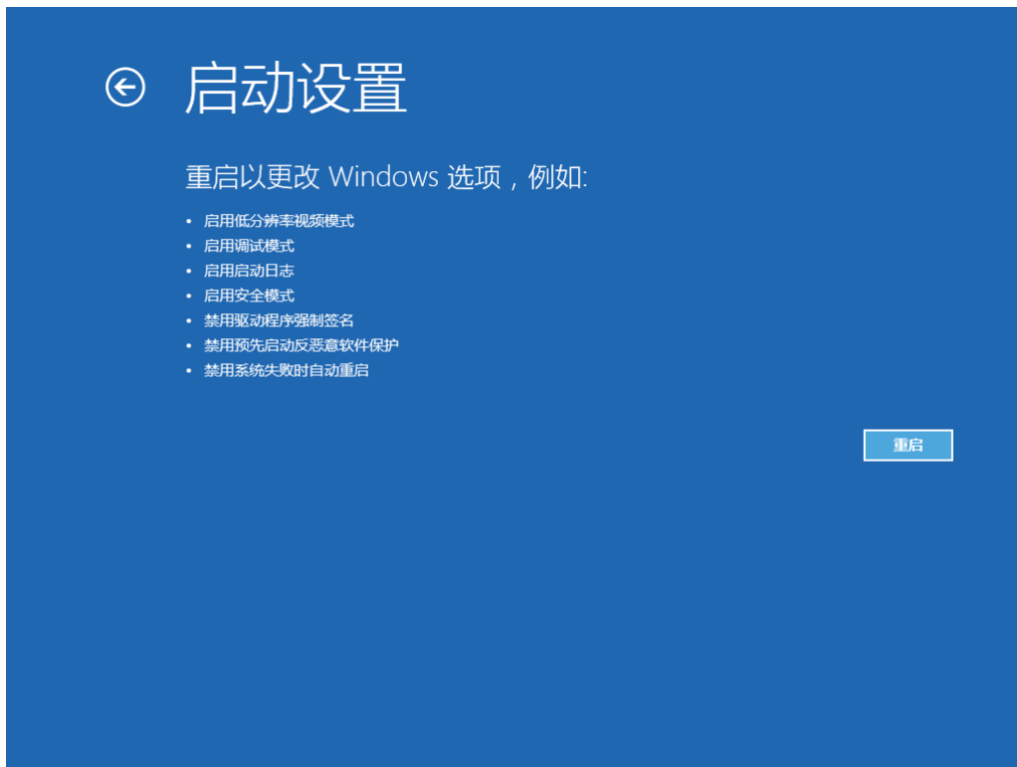 启动设置
重启以更改 Windows 选项，例如:
• 启用低分辨率视频模式
• 启用调试模式
• 启用启动日志
• 启用安全模式
• 禁用驱动程序强制签名
• 禁用预先启动反恶意软件保护
• 禁用系统失败时自动重启
重启